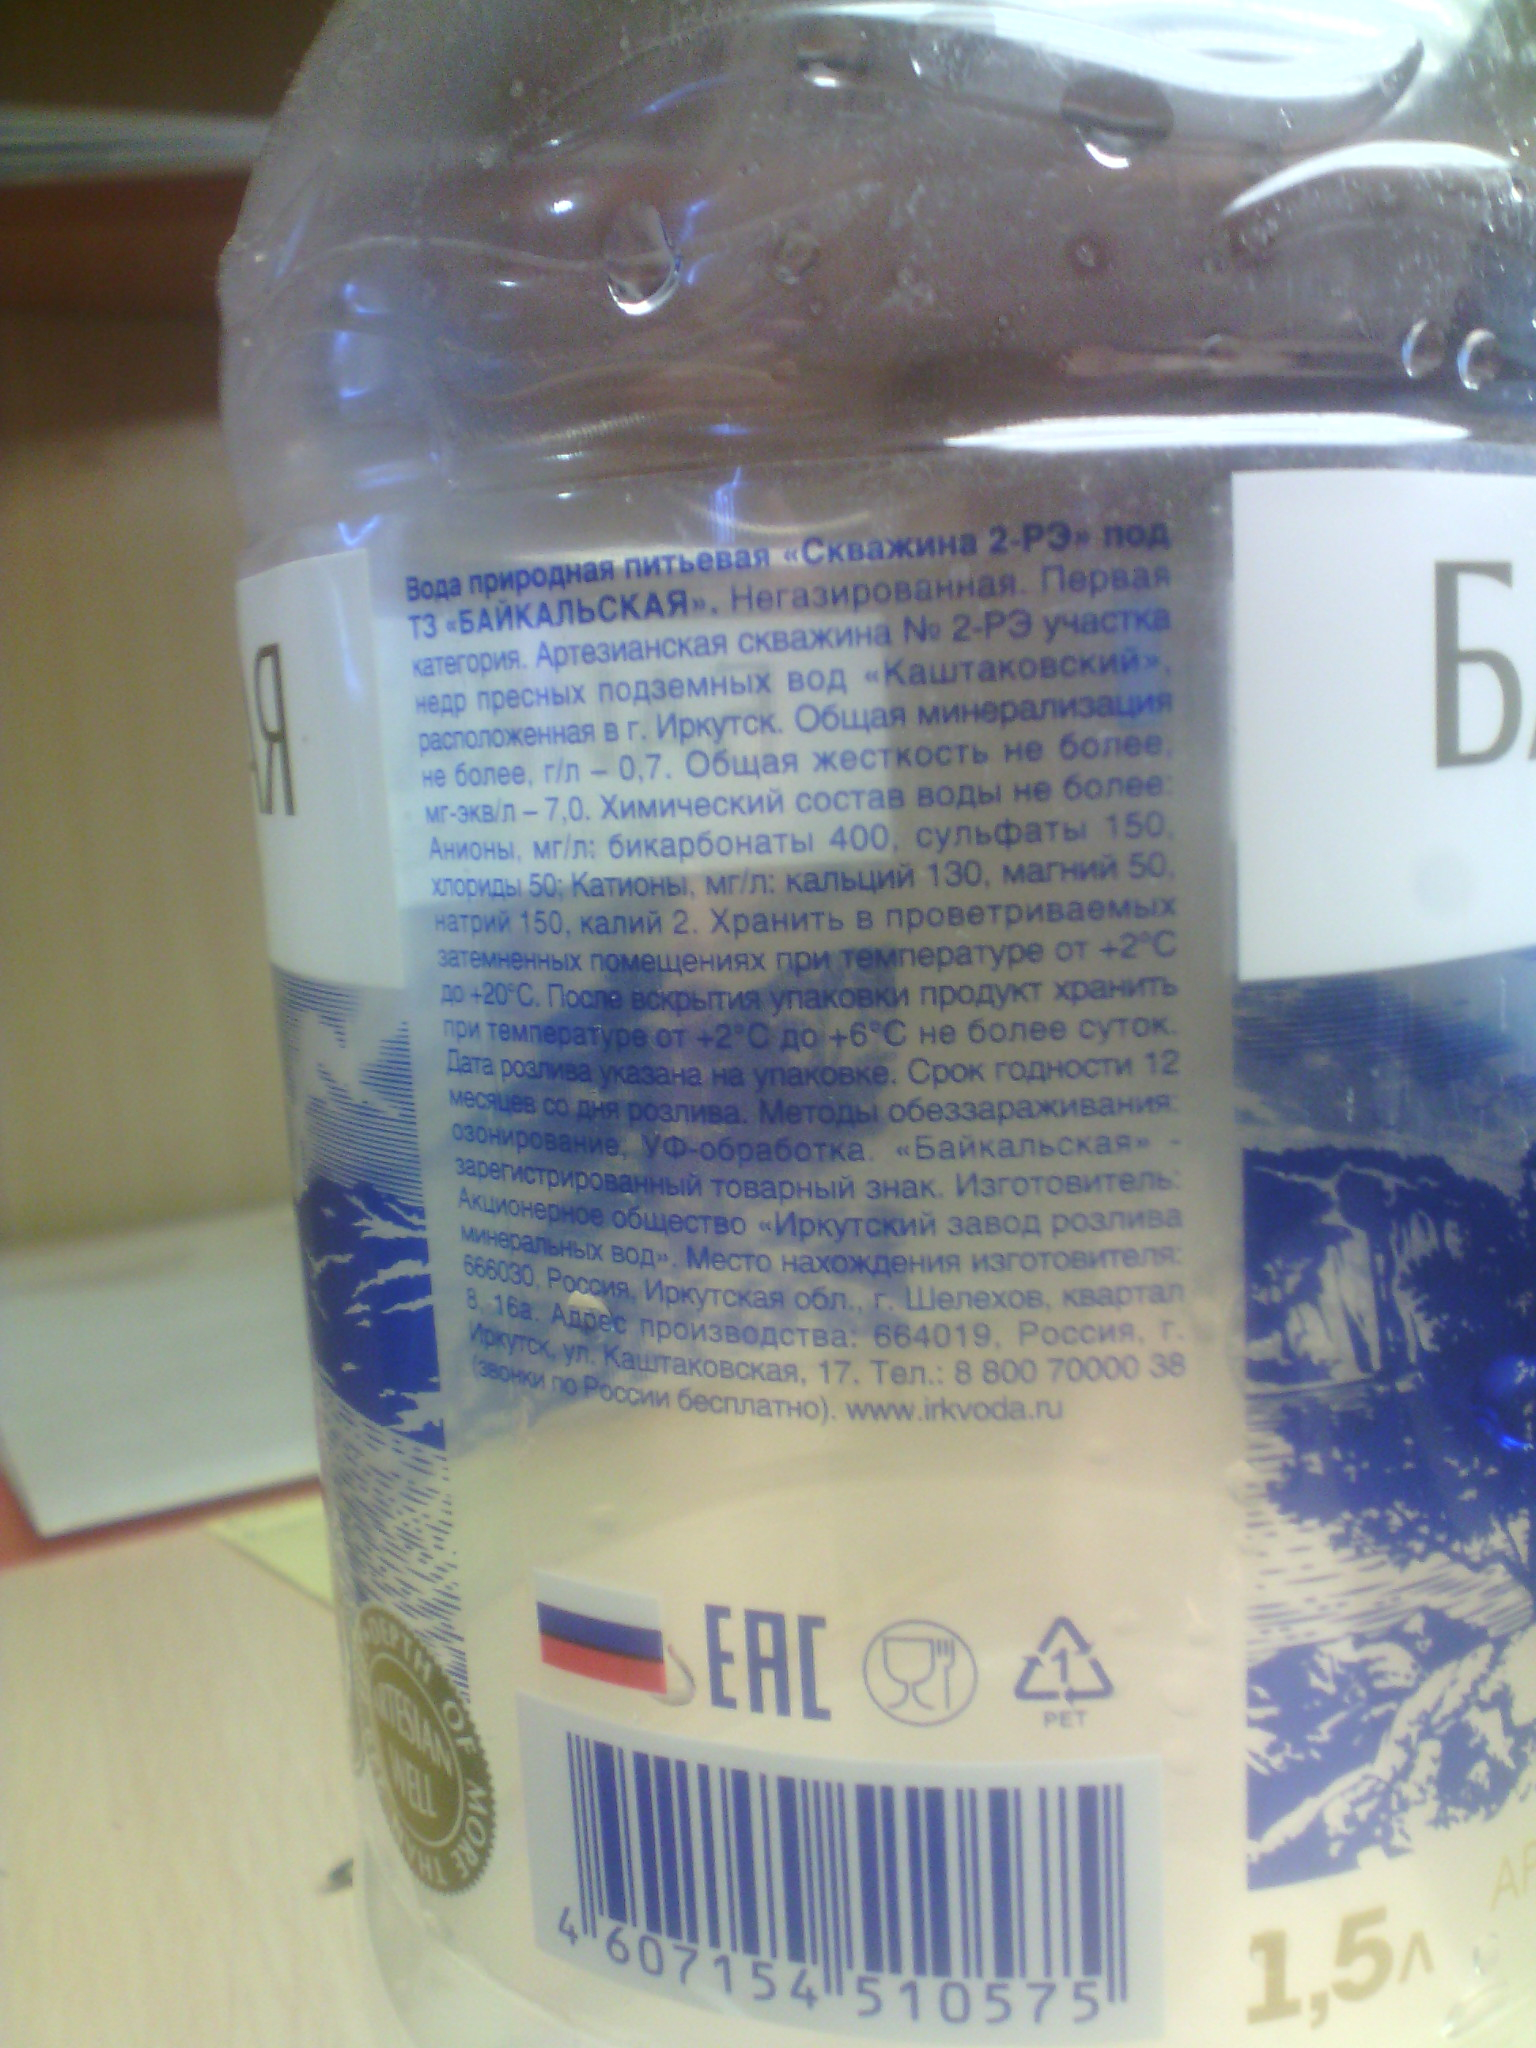 Вода природная питьевая «Скважина 2-РЭ» под
ТЗ «БАЙКАЛЬСКАЯ». Негазированная. Первая
категория. Артезианская скважина № 2-РЭ участка
недр пресных подземных вод «Каштаковский»,
расположенная в г. Иркутск. Общая минерализация
не более, г/л – 0,7. Общая жесткость не более,
мг-экв/л – 7,0. Химический состав воды не более:
Анионы, мг/л: бикарбонаты 400, сульфаты 150,
хлориды 50; Катионы, мг/л: кальций 130, магний 50,
натрий 150, калий 2. Хранить в проветриваемых
затемненных помещениях при температуре от +2°С
до +20°С. После вскрытия упаковки продукт хранить
при температуре от +2°С до +6°С не более суток.
Дата розлива указана на упаковке. Срок годности 12
месяцев со дня розлива. Методы обеззараживания:
озонирование, УФ-обработка. «Байкальская» -
зарегистрированный товарный знак. Изготовитель:
Акционерное общество «Иркутский завод розлива
минеральных вод». Место нахождения изготовителя:
666030, Россия, Иркутская обл., г. Шелехов, квартал
8, 16а. Адрес производства: 664019, Россия, г.
Иркутск, ул. Каштаковская, 17. Тел.: 8 800 70000 38
(звонки по России бесплатно). www.irkvoda.ru
EAC
1
PET
DEPTH OF MORE THAN
ARTESIAN
WELL
4 607154 510575
1,5л
АЯ
БА